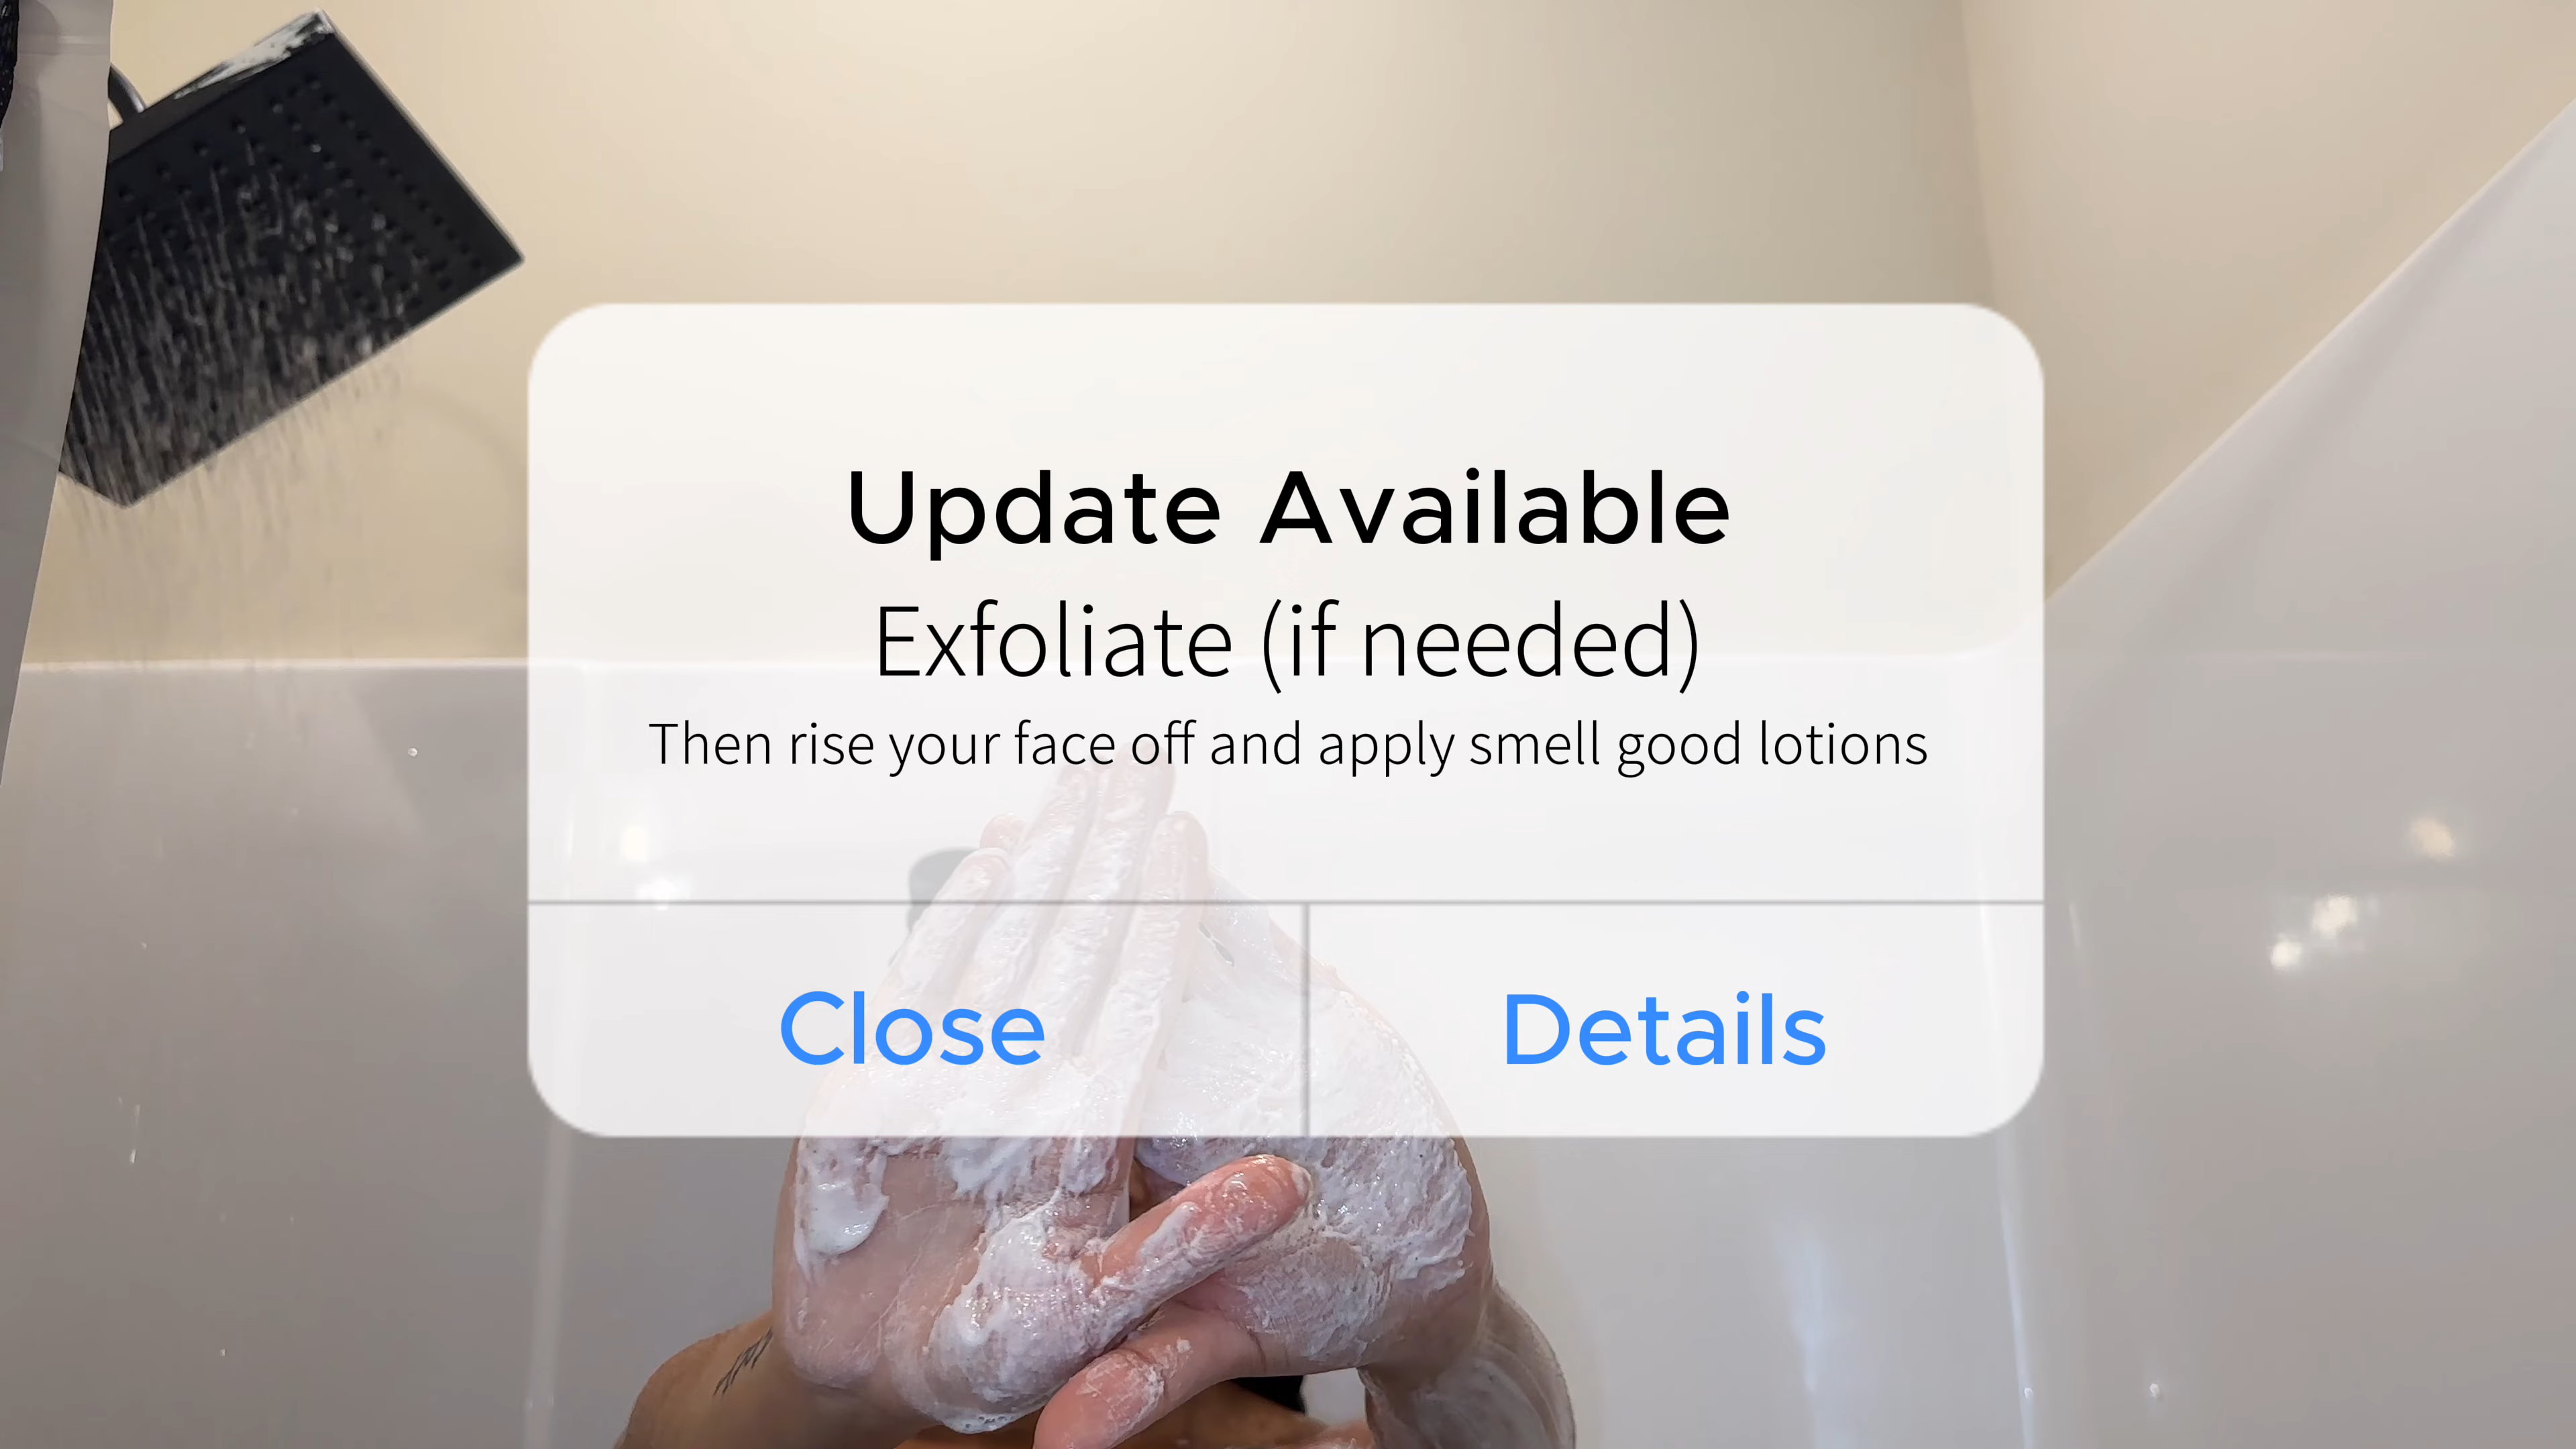 Update Available
Exfoliate (if needed)
Then rise your face off and apply smell good lotions
Close
Details